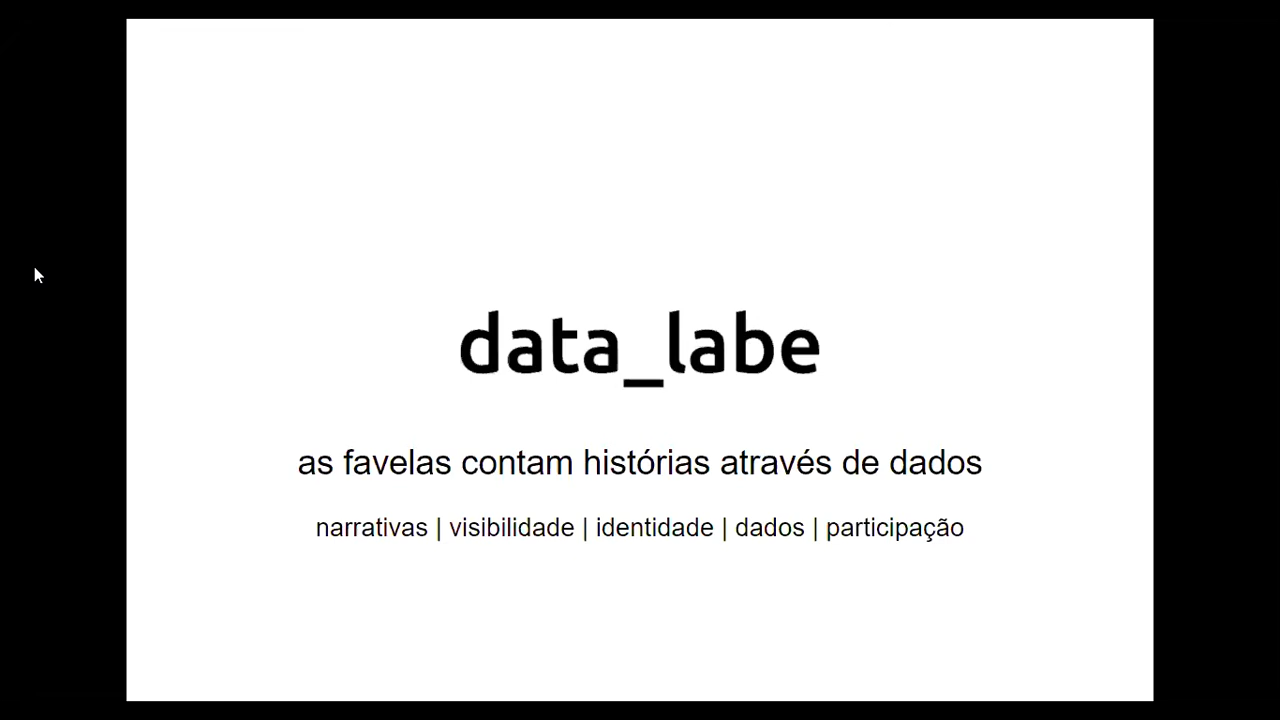 data_labe
as favelas contam histórias através de dados
narrativas | visibilidade | identidade | dados | participação